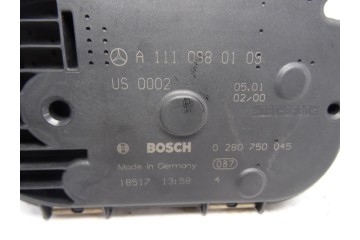 A 111 098 01 09
US 0002
05.01
02/00
BOSCH 0 280 750 045
Made in Germany 087
18517 13:58 4